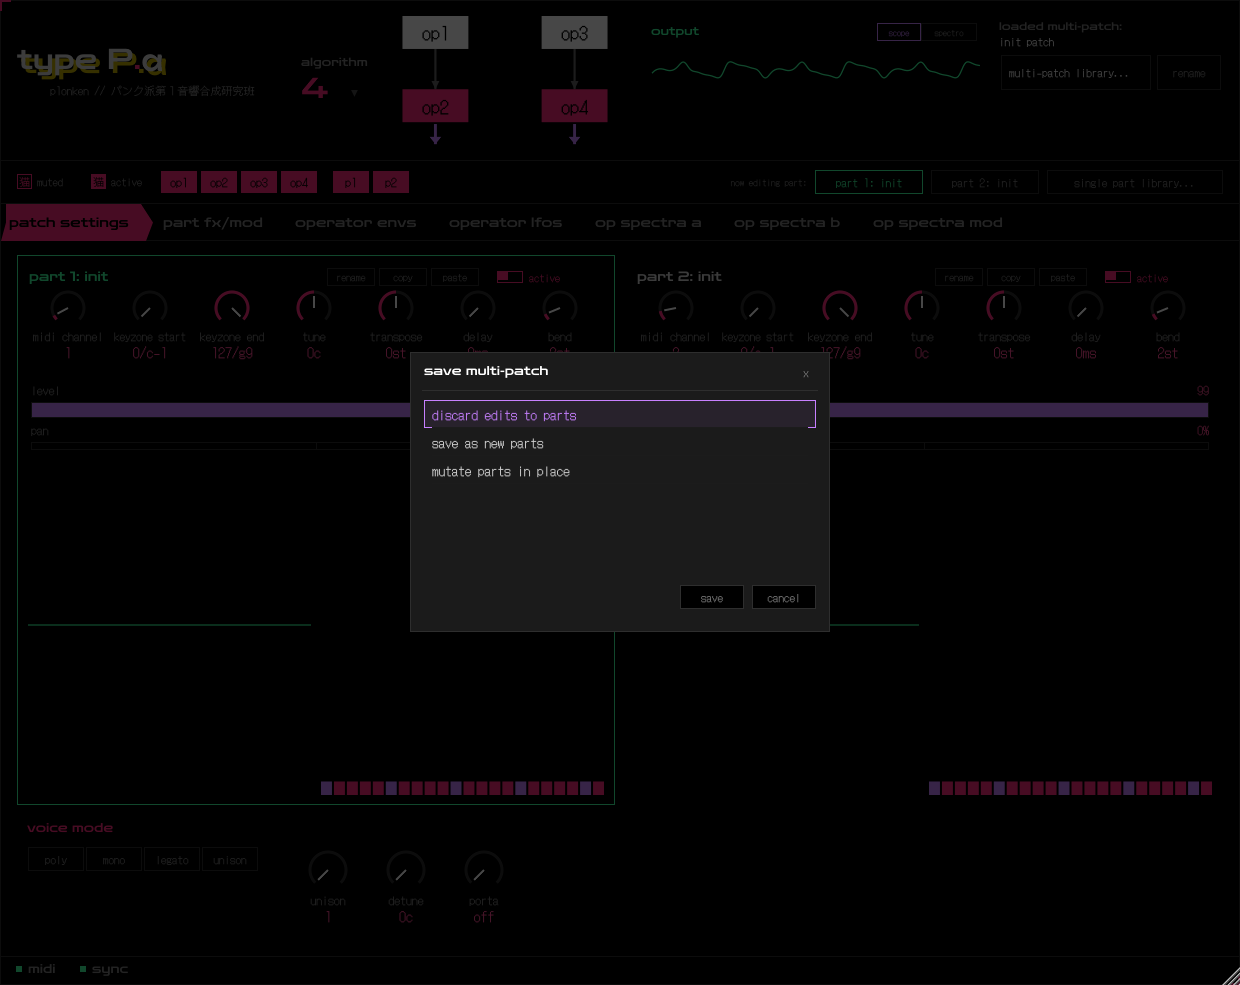 type P.a
plonken // パンク派第1音響合成研究班
algorithm
4
op1
op3
op2
op4
output
scope
spectro
loaded multi-patch:
init patch
multi-patch library...
rename
muted
active
op1
op2
op3
op4
p1
p2
now editing part:
part 1: init
part 2: init
single part library...
patch settings
part fx/mod
operator envs
operator lfos
op spectra a
op spectra b
op spectra mod
part 1: init
rename
copy
paste
active
midi channel
keyzone start
keyzone end
tune
transpose
delay
bend
1
0/c-1
127/g9
0c
0st
0ms
2st
level
pan
part 2: init
rename
copy
paste
active
midi channel
keyzone start
keyzone end
tune
transpose
delay
bend
0c
0st
0ms
2st
99
0%
save multi-patch
x
discard edits to parts
save as new parts
mutate parts in place
save
cancel
voice mode
poly
mono
legato
unison
unison
detune
porta
1
0c
off
midi
sync